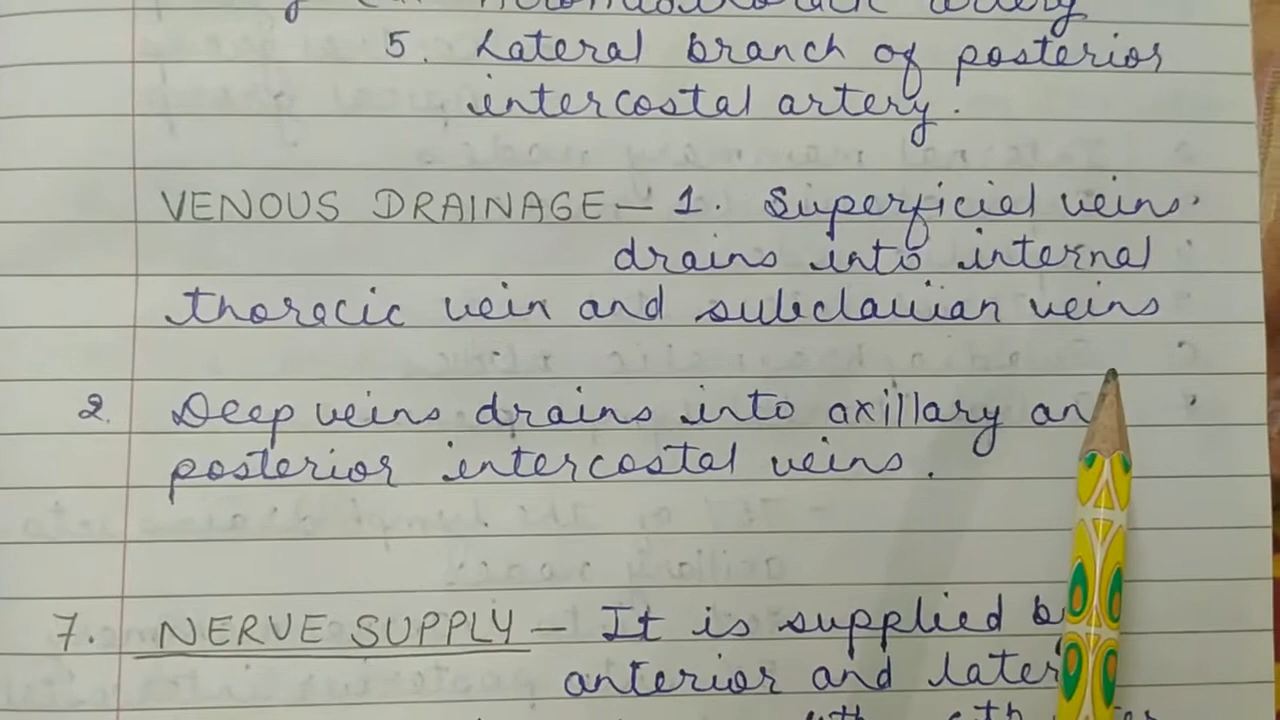 artery
5. Lateral branch of posterior
intercostal artery.
VENOUS DRAINAGE – 1. Superficial veins
drains into internal
thoracic vein and subclavian veins
2. Deep veins drains into axillary an
posterior intercostal veins.
7. NERVE SUPPLY – It is supplied b
anterior and later